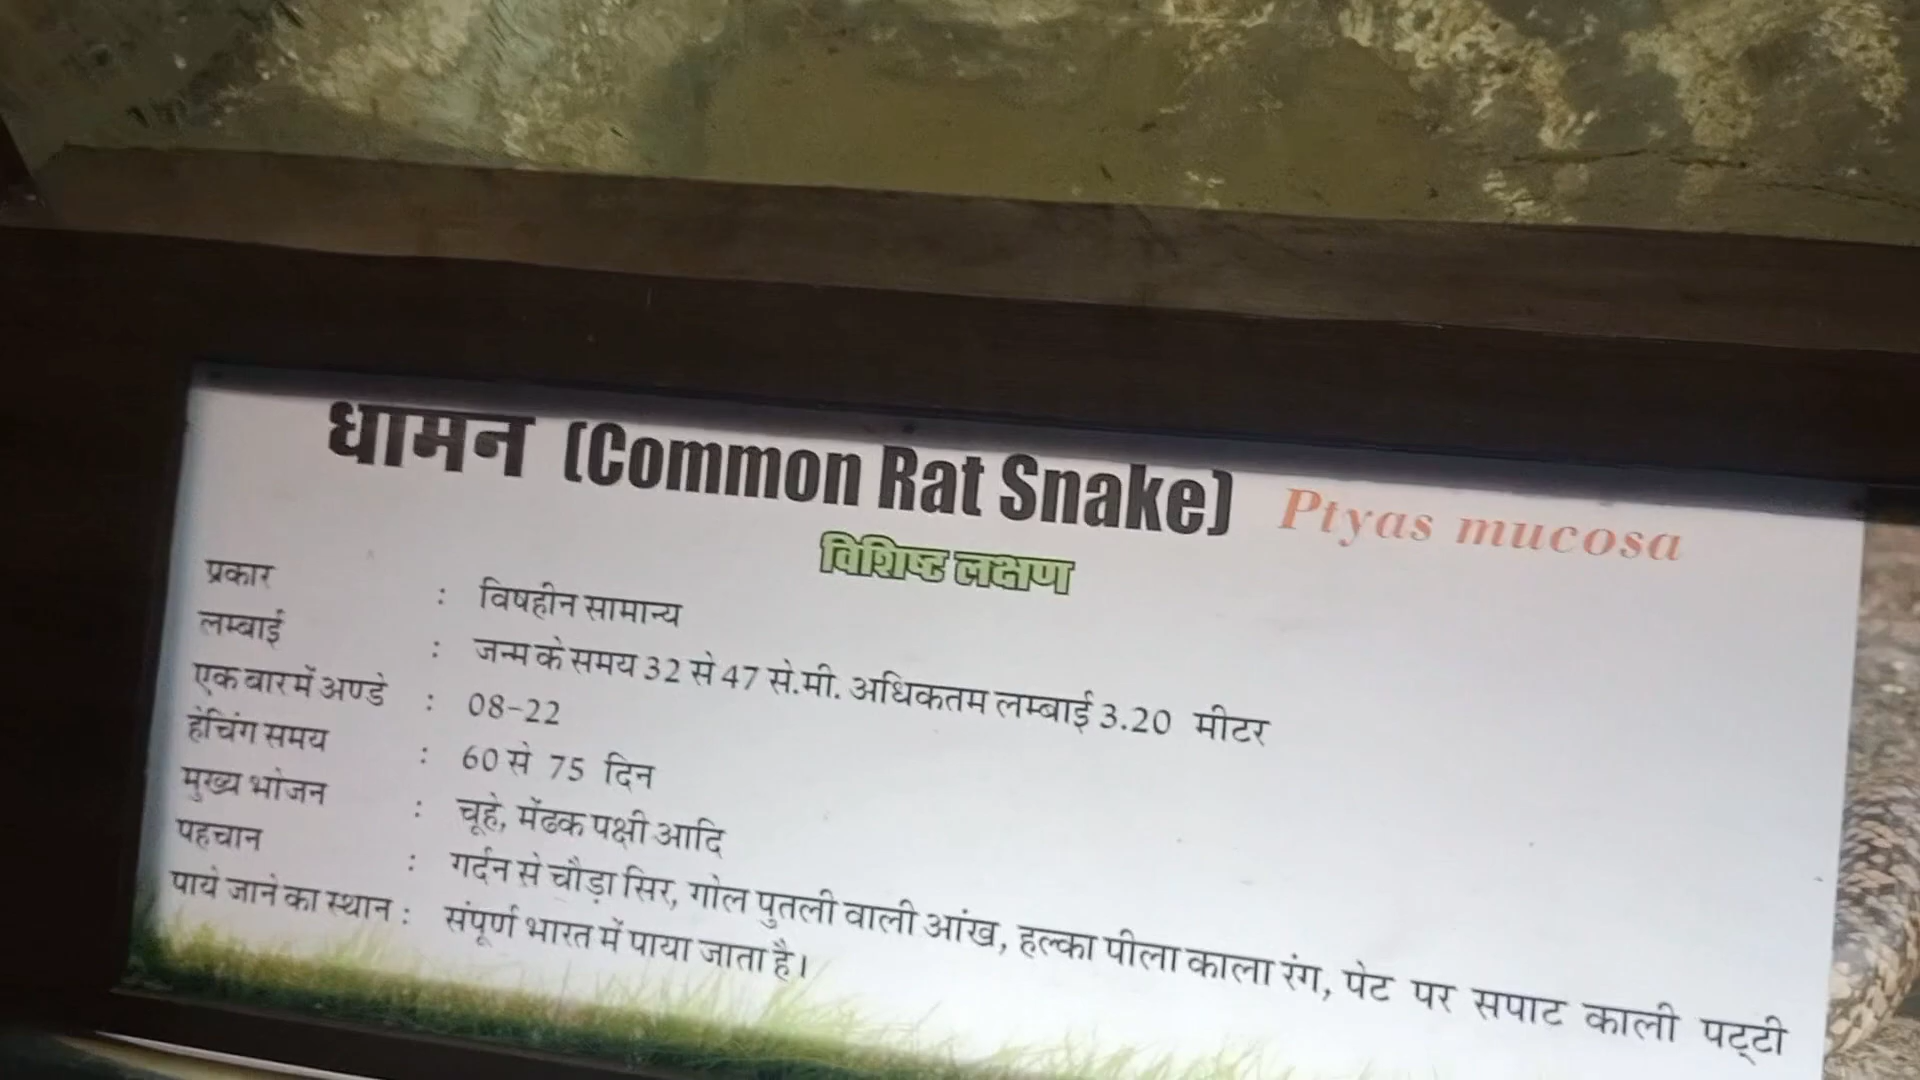 धामन (Common Rat Snake) Ptyas mucosa
विशिष्ट लक्षण
प्रकार : विषहीन सामान्य
लम्बाई : जन्म के समय 32 से 47 से.मी. अधिकतम लम्बाई 3.20 मीटर
एक बार में अण्डे : 08-22
हेचिंग समय : 60 से 75 दिन
मुख्य भोजन : चूहे, मेंढक पक्षी आदि
पहचान : गर्दन से चौड़ा सिर, गोल पुतली वाली आंख, हल्का पीला काला रंग, पेट पर सपाट काली पट्टी
पाये जाने का स्थान : संपूर्ण भारत में पाया जाता है।